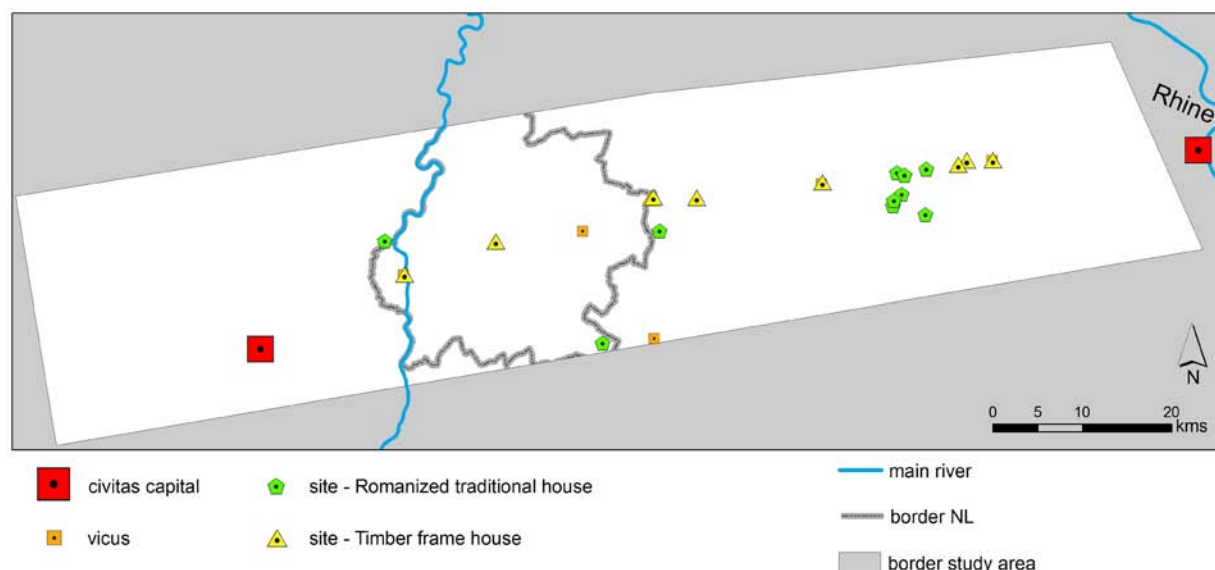 Rhine
N
0 5 10 20
kms
civitas capital
site - Romanized traditional house
main river
vicus
site - Timber frame house
border NL
border study area